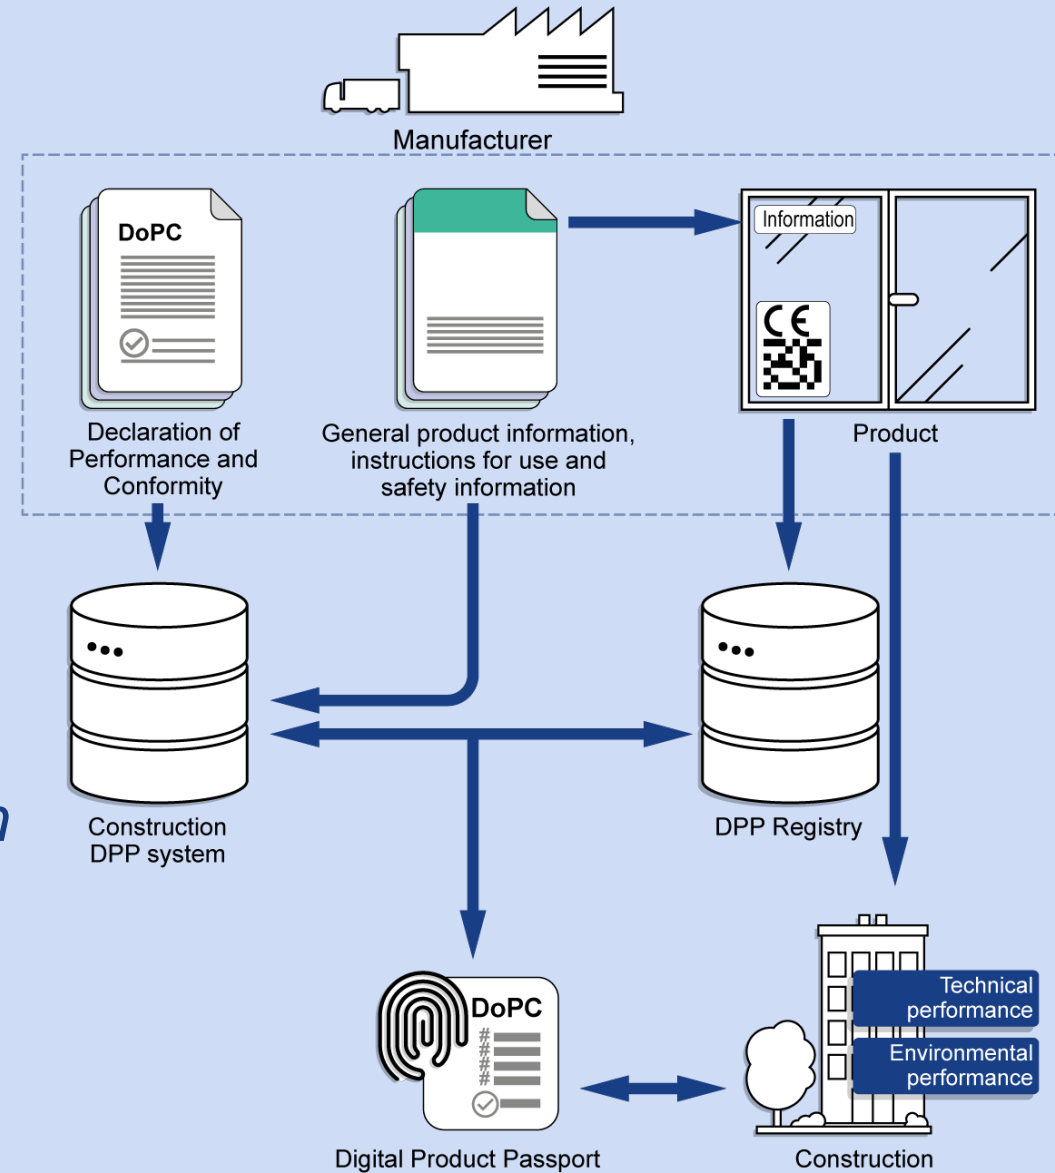 Manufacturer
DoPC
Information
CE
Declaration of
Performance and
Conformity
General product information,
instructions for use and
safety information
Product
Construction
DPP system
DPP Registry
DoPC
#
#
#
#
Technical
performance
Environmental
performance
Digital Product Passport
Construction